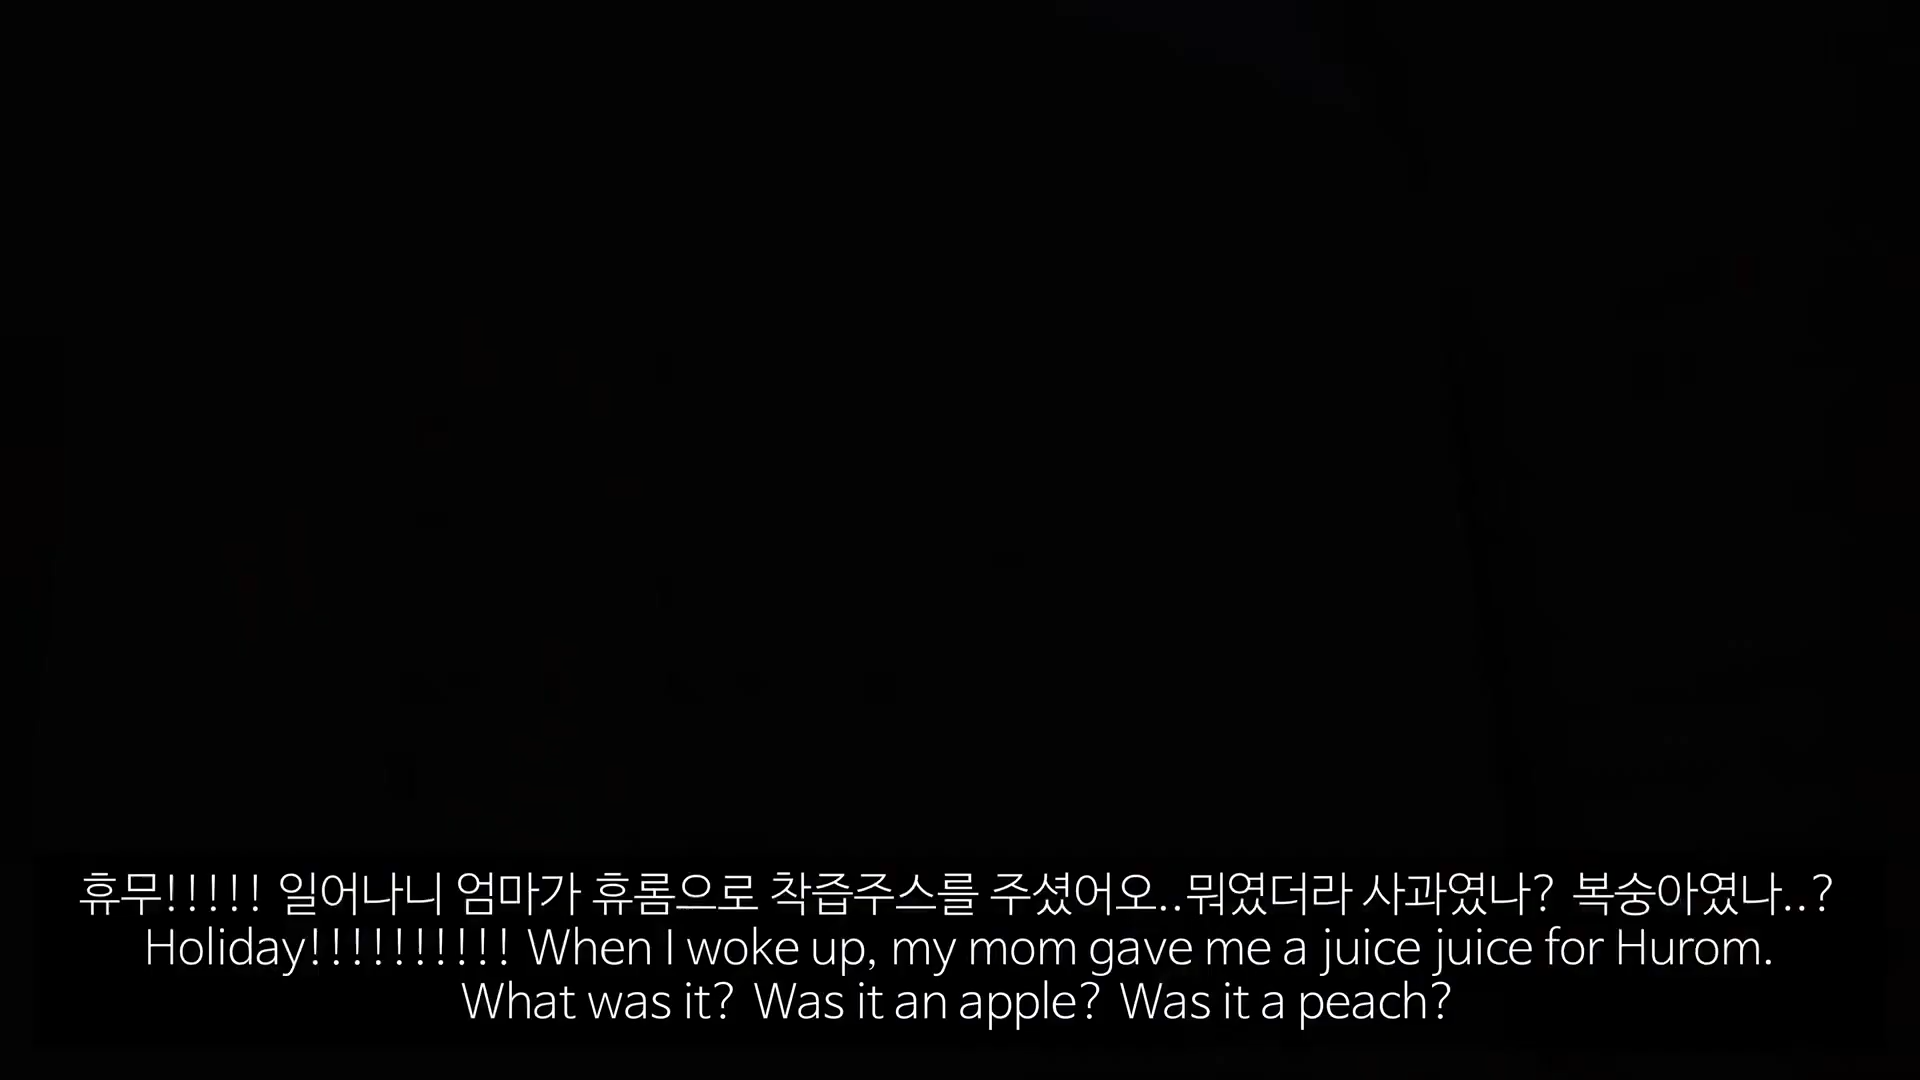 휴무!!!!! 일어나니 엄마가 휴롬으로 착즙주스를 주셨어오..뭐였더라 사과였나? 복숭아였나..?
Holiday!!!!!!!!!! When I woke up, my mom gave me a juice juice for Hurom.
What was it? Was it an apple? Was it a peach?